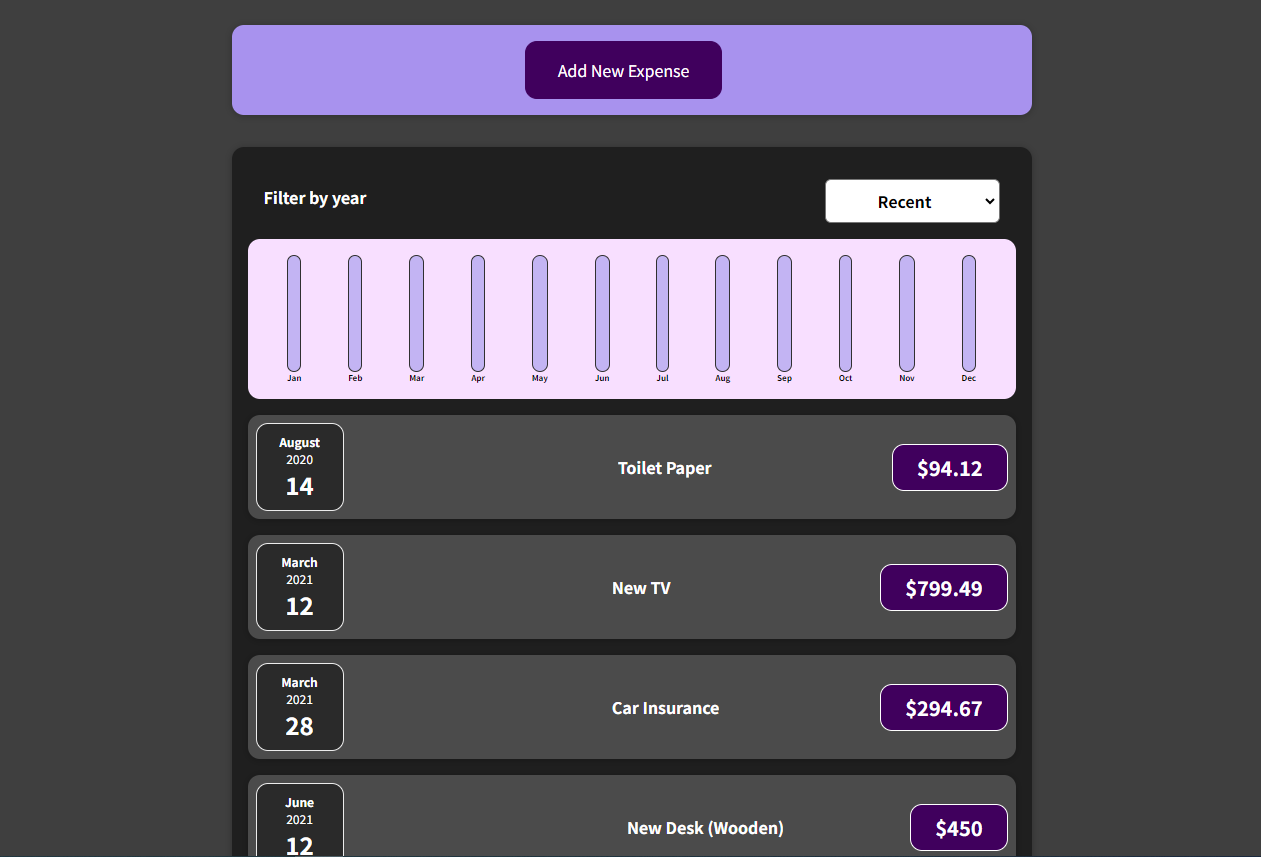 Add New Expense
Filter by year
Recent
Jan Feb Mar Apr May Jun Jul Aug Sep Oct Nov Dec
August
2020
14
Toilet Paper
$94.12
March
2021
12
New TV
$799.49
March
2021
28
Car Insurance
$294.67
June
2021
12
New Desk (Wooden)
$450